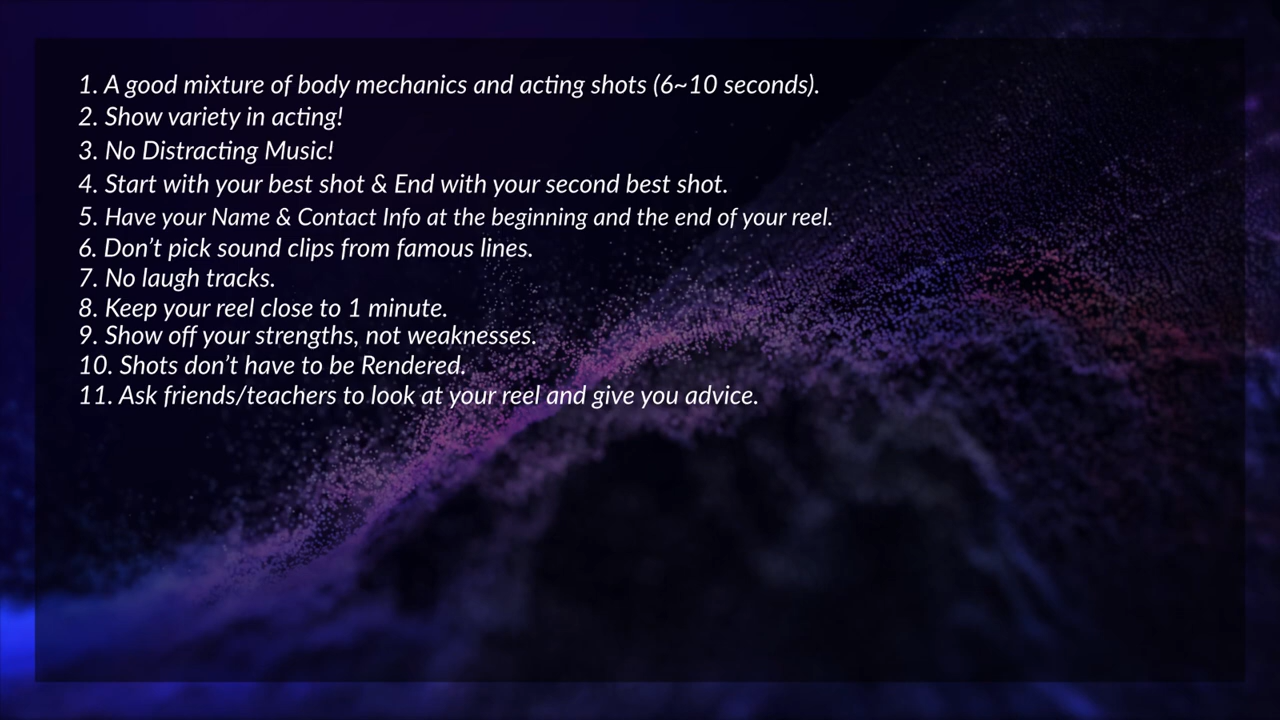 1. A good mixture of body mechanics and acting shots (6~10 seconds).
2. Show variety in acting!
3. No Distracting Music!
4. Start with your best shot & End with your second best shot.
5. Have your Name & Contact Info at the beginning and the end of your reel.
6. Don’t pick sound clips from famous lines.
7. No laugh tracks.
8. Keep your reel close to 1 minute.
9. Show off your strengths, not weaknesses.
10. Shots don’t have to be Rendered.
11. Ask friends/teachers to look at your reel and give you advice.